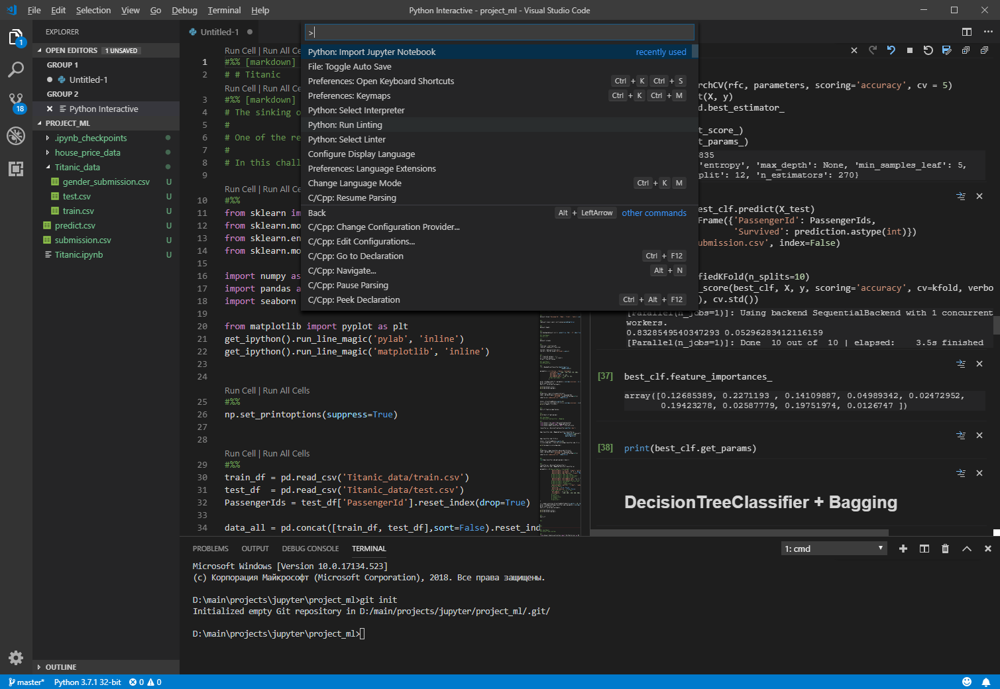 File Edit Selection View Go Debug Terminal Help
Python Interactive - project_ml - Visual Studio Code
EXPLORER
OPEN EDITORS 1 UNSAVED
GROUP 1
Untitled-1
GROUP 2
Python Interactive
PROJECT_ML
.ipynb_checkpoints
house_price_data
Titanic_data
gender_submission.csv U
test.csv U
train.csv U
predict.csv U
submission.csv U
Titanic.ipynb U
OUTLINE
1
18
Untitled-1
>
Python: Import Jupyter Notebook recently used
File: Toggle Auto Save
Preferences: Open Keyboard Shortcuts Ctrl + K Ctrl + S
Preferences: Keymaps Ctrl + K Ctrl + M
Python: Select Interpreter
Python: Run Linting
Python: Select Linter
Configure Display Language
Preferences: Language Extensions
Change Language Mode Ctrl + K M
C/Cpp: Resume Parsing
Back Alt + LeftArrow other commands
C/Cpp: Change Configuration Provider...
C/Cpp: Edit Configurations...
C/Cpp: Go to Declaration Ctrl + F12
C/Cpp: Navigate... Alt + N
C/Cpp: Pause Parsing
C/Cpp: Peek Declaration Ctrl + Alt + F12
Run Cell | Run All Ce
1 #%% [markdown]
2 # # Titanic
Run Cell | Run All Ce
3 #%% [markdown]
4 # The sinking o
5 #
6 # One of the re
7 #
8 # In this chall
9
Run Cell | Run All Ce
10 #%%
11 from sklearn im
12 from sklearn.mo
13 from sklearn.en
14 from sklearn.mo
15
16 import numpy as
17 import pandas a
18 import seaborn
19
20 from matplotlib import pyplot as plt
21 get_ipython().run_line_magic('pylab', 'inline')
22 get_ipython().run_line_magic('matplotlib', 'inline')
23
24
Run Cell | Run All Cells
25 #%%
26 np.set_printoptions(suppress=True)
27
28
Run Cell | Run All Cells
29 #%%
30 train_df = pd.read_csv('Titanic_data/train.csv')
31 test_df  = pd.read_csv('Titanic_data/test.csv')
32 PassengerIds = test_df['PassengerId'].reset_index(drop=True)
33
34 data_all = pd.concat([train_df, test_df],sort=False).reset_ind
rchCV(rfc, parameters, scoring='accuracy', cv = 5)
t(X, y)
d.best_estimator_
t_score_)
t_params_)
835
'entropy', 'max_depth': None, 'min_samples_leaf': 5,
plit': 12, 'n_estimators': 270}
est_clf.predict(X_test)
Frame({'PassengerId': PassengerIds,
'Survived': prediction.astype(int)})
ubmission.csv', index=False)
fiedKFold(n_splits=10)
_score(best_clf, X, y, scoring='accuracy', cv=kfold, verbo
), cv.std())
[Parallel(n_jobs=1)]: Using backend SequentialBackend with 1 concurrent
workers.
0.8328549540347293 0.05296283412116159
[Parallel(n_jobs=1)]: Done  10 out of  10 | elapsed:    3.5s finished
[37] best_clf.feature_importances_
array([0.12685389, 0.2271193 , 0.14109887, 0.04989342, 0.02472952,
0.19423278, 0.02587779, 0.19751974, 0.0126747 ])
[38] print(best_clf.get_params)
DecisionTreeClassifier + Bagging
PROBLEMS OUTPUT DEBUG CONSOLE TERMINAL
1: cmd
Microsoft Windows [Version 10.0.17134.523]
(c) Корпорация Майкрософт (Microsoft Corporation), 2018. Все права защищены.
D:\main\projects\jupyter\project_ml>git init
Initialized empty Git repository in D:/main/projects/jupyter/project_ml/.git/
D:\main\projects\jupyter\project_ml>
master* Python 3.7.1 32-bit 0 0